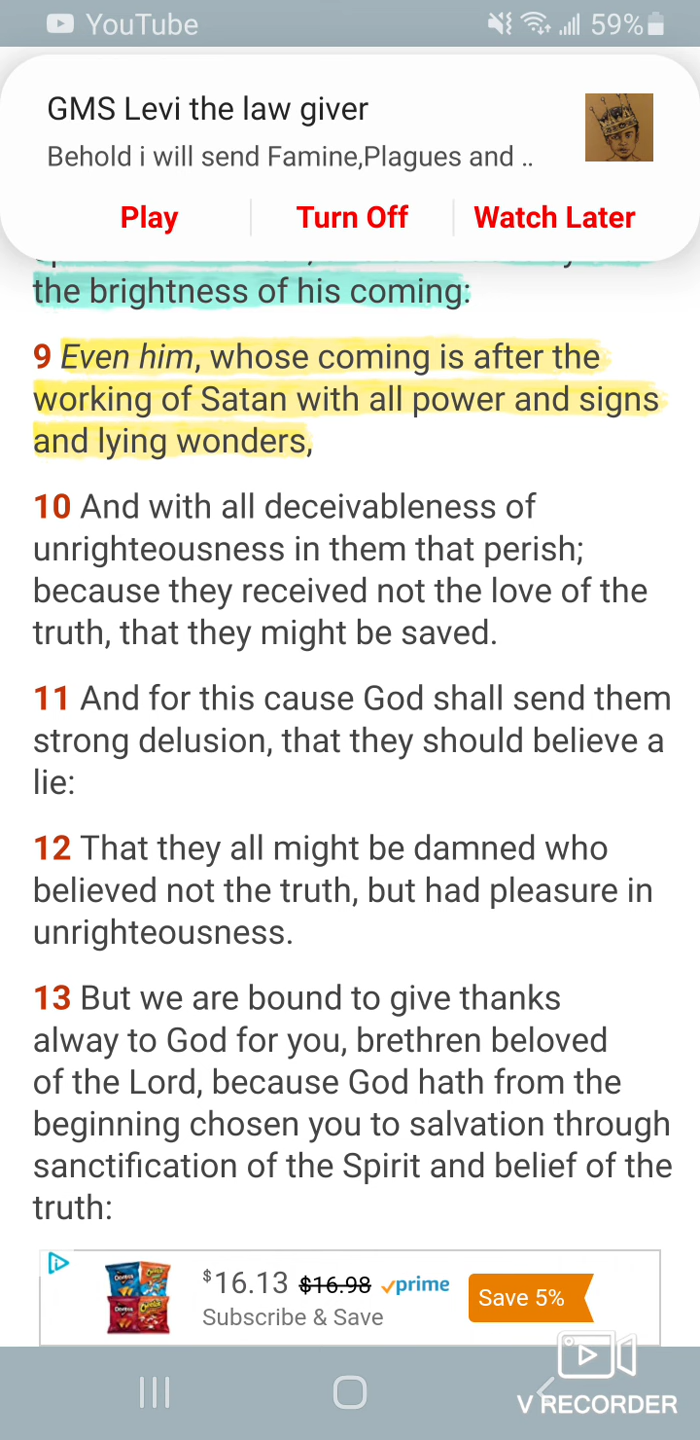 YouTube 59%
GMS Levi the law giver
Behold i will send Famine,Plagues and ..
Play Turn Off Watch Later
the brightness of his coming:
9 Even him, whose coming is after the
working of Satan with all power and signs
and lying wonders,
10 And with all deceivableness of
unrighteousness in them that perish;
because they received not the love of the
truth, that they might be saved.
11 And for this cause God shall send them
strong delusion, that they should believe a
lie:
12 That they all might be damned who
believed not the truth, but had pleasure in
unrighteousness.
13 But we are bound to give thanks
alway to God for you, brethren beloved
of the Lord, because God hath from the
beginning chosen you to salvation through
sanctification of the Spirit and belief of the
truth:
$16.13 $16.98 prime
Subscribe & Save
Save 5%
V RECORDER